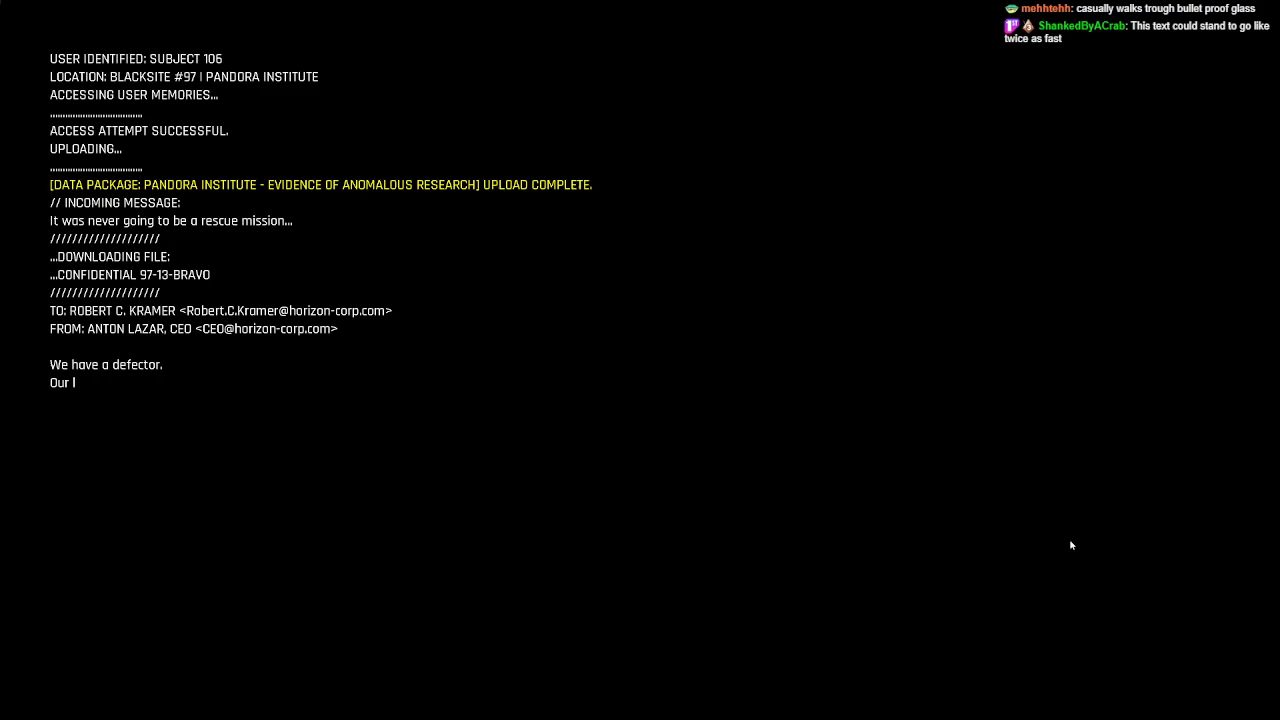 mehhtehh: casually walks trough bullet proof glass
ShankedByACrab: This text could stand to go like
twice as fast
USER IDENTIFIED: SUBJECT 106
LOCATION: BLACKSITE #97 | PANDORA INSTITUTE
ACCESSING USER MEMORIES...
..................................
ACCESS ATTEMPT SUCCESSFUL.
UPLOADING...
..................................
[DATA PACKAGE: PANDORA INSTITUTE - EVIDENCE OF ANOMALOUS RESEARCH] UPLOAD COMPLETE.
// INCOMING MESSAGE:
It was never going to be a rescue mission...
////////////////////
...DOWNLOADING FILE:
...CONFIDENTIAL 97-13-BRAVO
////////////////////
TO: ROBERT C. KRAMER <Robert.C.Kramer@horizon-corp.com>
FROM: ANTON LAZAR, CEO <CEO@horizon-corp.com>
We have a defector.
Our l